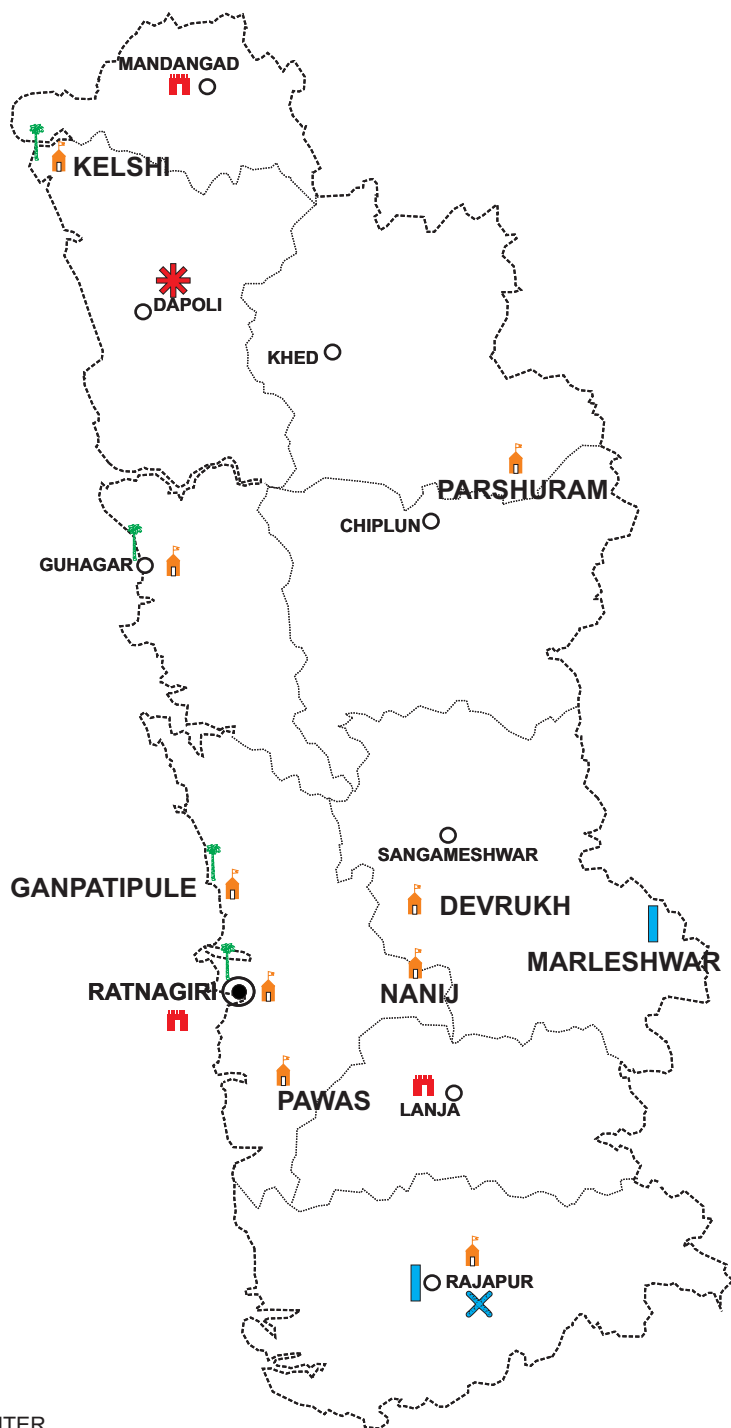 MANDANGAD
KELSHI
DAPOLI
KHED
PARSHURAM
CHIPLUN
GUHAGAR
SANGAMESHWAR
GANPATIPULE
DEVRUKH
MARLESHWAR
RATNAGIRI
NANIJ
PAWAS
LANJA
RAJAPUR